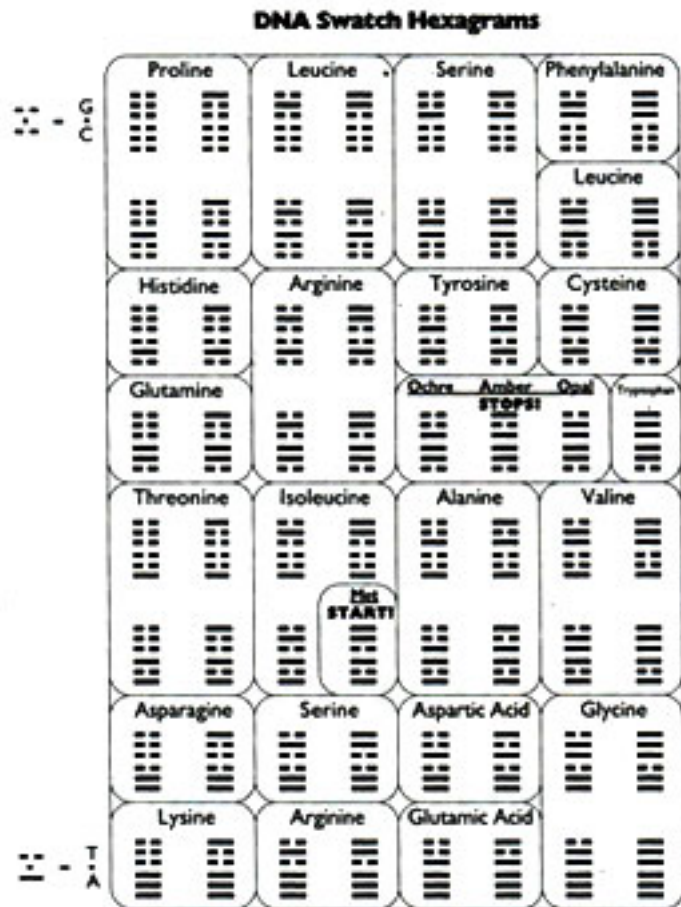 DNA Swatch Hexagrams
Proline Leucine Serine Phenylalanine
G
C
Leucine
Histidine Arginine Tyrosine Cysteine
Glutamine Ochre Amber Opal Tryptophan
STOPS!
Threonine Isoleucine Alanine Valine
Met
START!
Asparagine Serine Aspartic Acid Glycine
Lysine Arginine Glutamic Acid
T
A